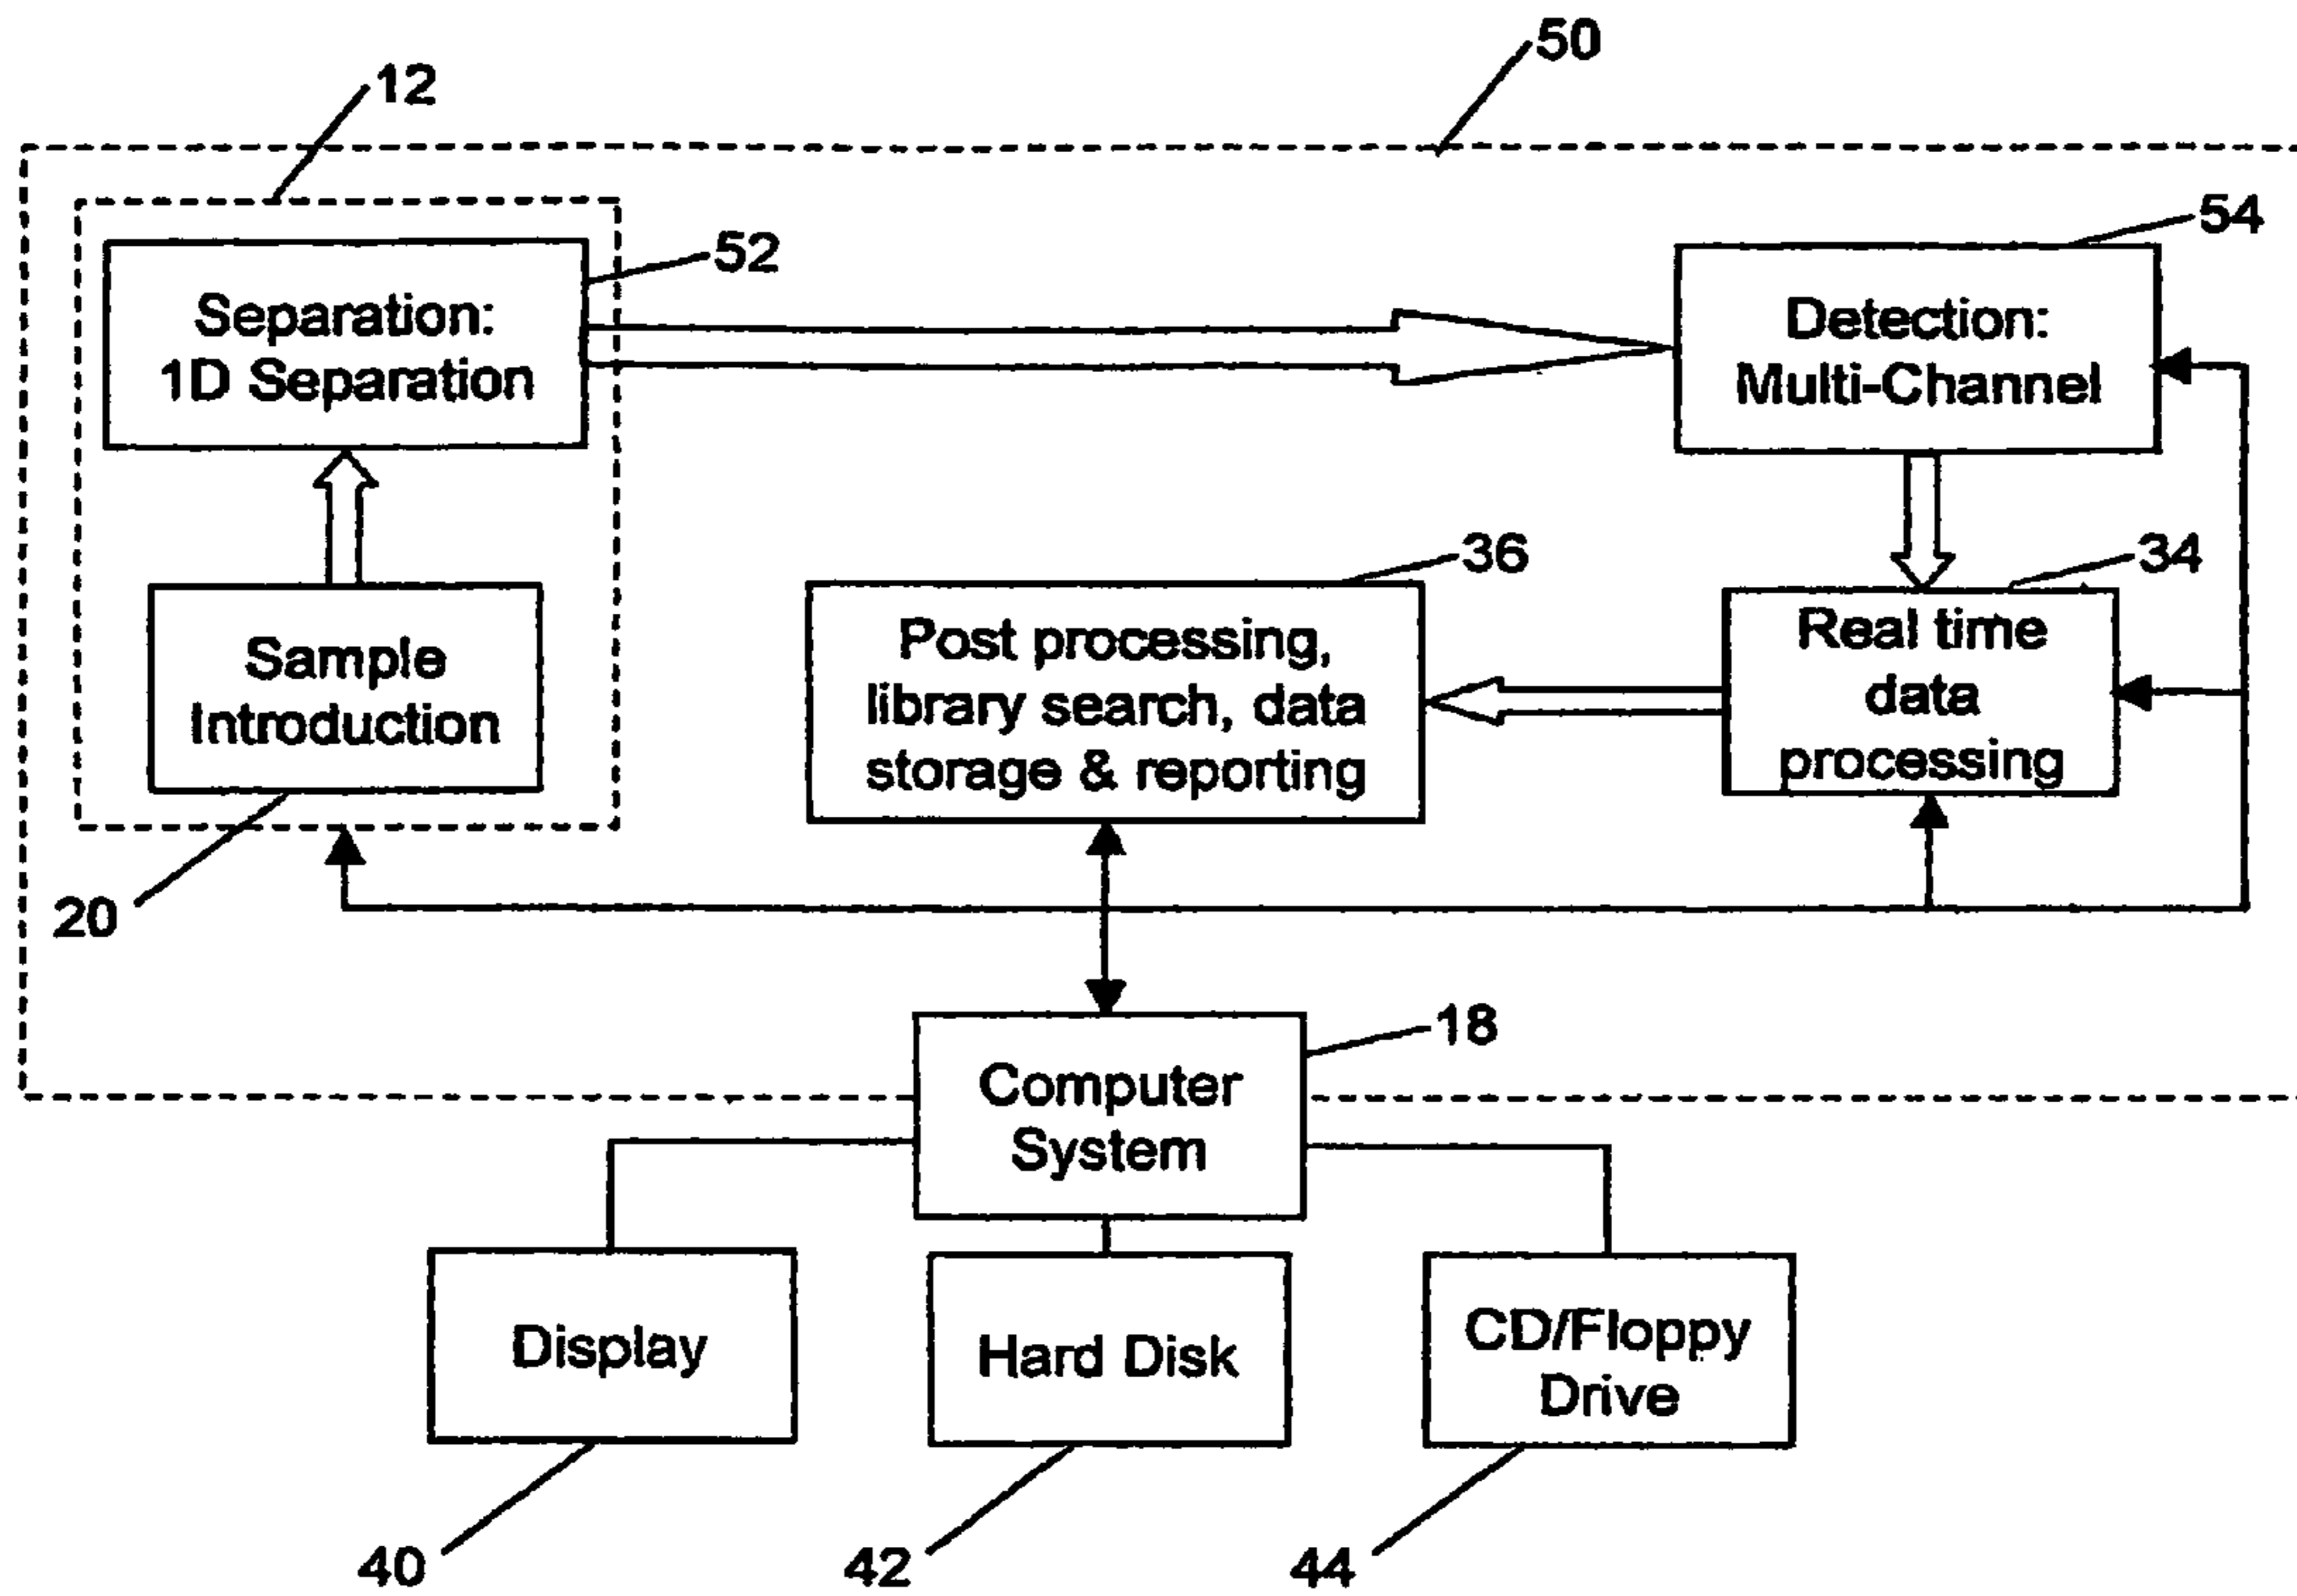 50
12
54
52
Separation:
1D Separation
Detection:
Multi-Channel
36
34
Sample
Introduction
Post processing,
library search, data
storage & reporting
Real time
data
processing
20
18
Computer
System
Display
Hard Disk
CD/Floppy
Drive
40
42
44